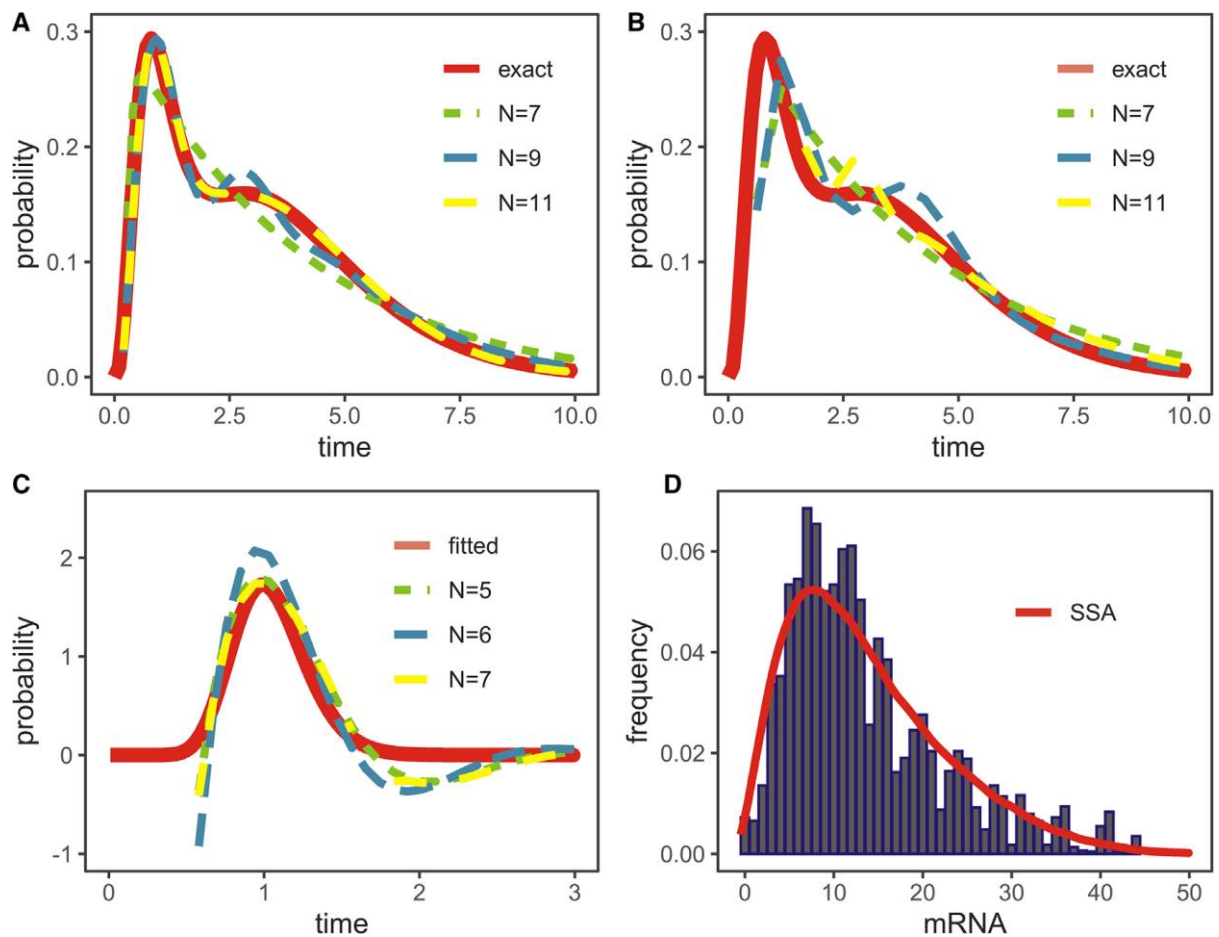 A
probability
0.3
0.2
0.1
0.0
exact
N=7
N=9
N=11
0.0 2.5 5.0 7.5 10.0
time
B
probability
0.3
0.2
0.1
0.0
exact
N=7
N=9
N=11
0.0 2.5 5.0 7.5 10.0
time
C
probability
2
1
0
-1
fitted
N=5
N=6
N=7
0 1 2 3
time
D
frequency
0.06
0.04
0.02
0.00
SSA
0 10 20 30 40 50
mRNA